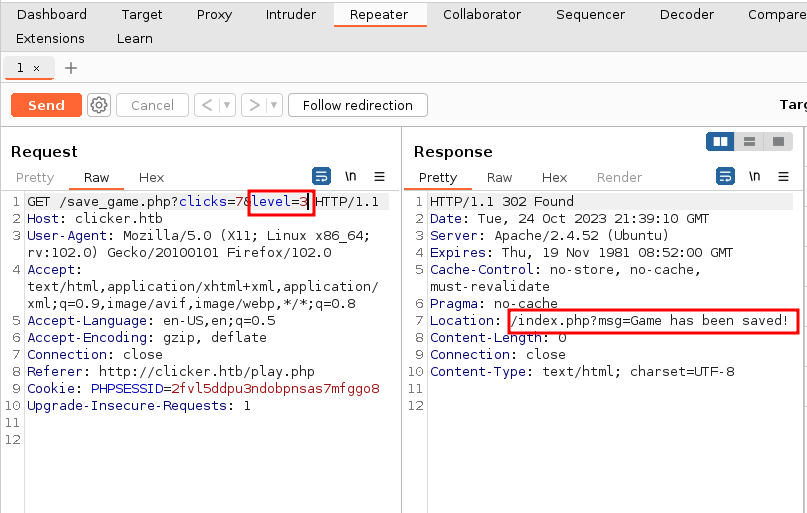 Dashboard Target Proxy Intruder Repeater Collaborator Sequencer Decoder Compare
Extensions Learn
1 × +
Send Cancel < ▾ > ▾ Follow redirection Targ
Request
Pretty Raw Hex \n ≡
1 GET /save_game.php?clicks=7&level=3 HTTP/1.1
2 Host: clicker.htb
3 User-Agent: Mozilla/5.0 (X11; Linux x86_64;
rv:102.0) Gecko/20100101 Firefox/102.0
4 Accept:
text/html,application/xhtml+xml,application/
xml;q=0.9,image/avif,image/webp,*/*;q=0.8
5 Accept-Language: en-US,en;q=0.5
6 Accept-Encoding: gzip, deflate
7 Connection: close
8 Referer: http://clicker.htb/play.php
9 Cookie: PHPSESSID=2fvl5ddpu3ndobpnsas7mfggo8
10 Upgrade-Insecure-Requests: 1
11
12
Response
Pretty Raw Hex Render \n ≡
1 HTTP/1.1 302 Found
2 Date: Tue, 24 Oct 2023 21:39:10 GMT
3 Server: Apache/2.4.52 (Ubuntu)
4 Expires: Thu, 19 Nov 1981 08:52:00 GMT
5 Cache-Control: no-store, no-cache,
must-revalidate
6 Pragma: no-cache
7 Location: /index.php?msg=Game has been saved!
8 Content-Length: 0
9 Connection: close
10 Content-Type: text/html; charset=UTF-8
11
12